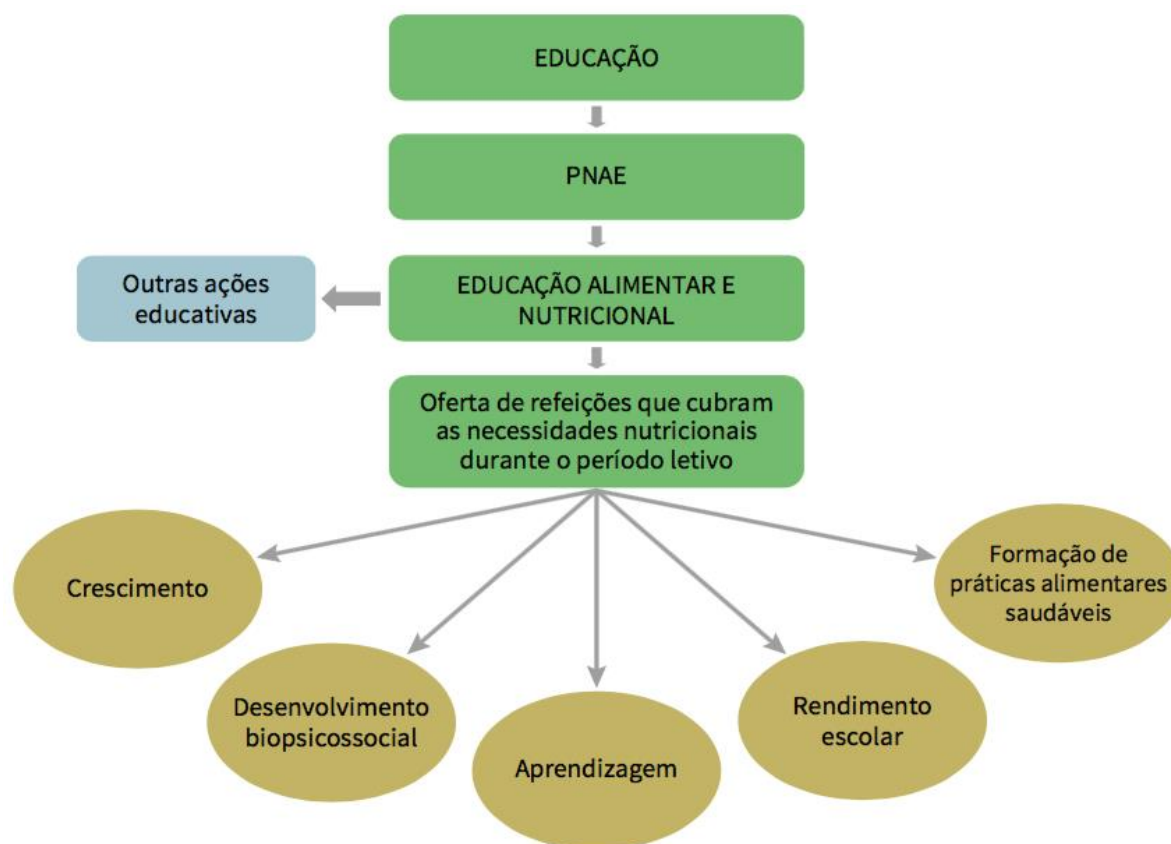 EDUCAÇÃO
PNAE
Outras ações
educativas
EDUCAÇÃO ALIMENTAR E
NUTRICIONAL
Oferta de refeições que cubram
as necessidades nutricionais
durante o período letivo
Crescimento
Desenvolvimento
biopsicossocial
Aprendizagem
Rendimento
escolar
Formação de
práticas alimentares
saudáveis